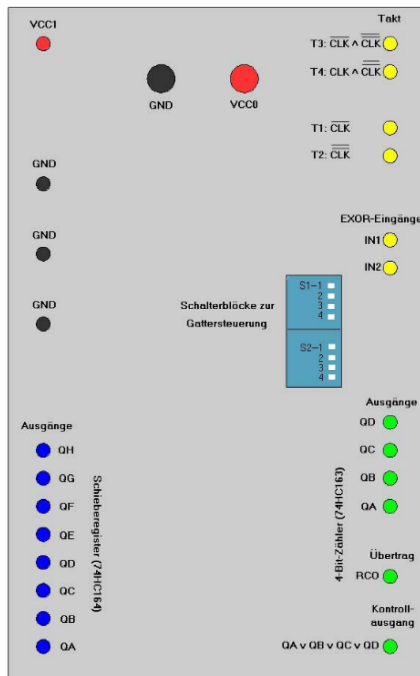 VCC1
Takt
T3: CLK ∧ CLK
T4: CLK ∧ CLK
GND
VCC0
T1: CLK
T2: CLK
GND
EXOR-Eingänge
IN1
GND
IN2
S1-1
2
3
4
Schalterblöcke zur
Gattersteuerung
GND
S2-1
2
3
4
Ausgänge
QD
QC
QB
QA
4-Bit-Zähler (74HC163)
Ausgänge
QH
QG
QF
QE
QD
QC
QB
QA
Schieberegister (74HC164)
Übertrag
RCO
Kontroll-
ausgang
QA v QB v QC v QD